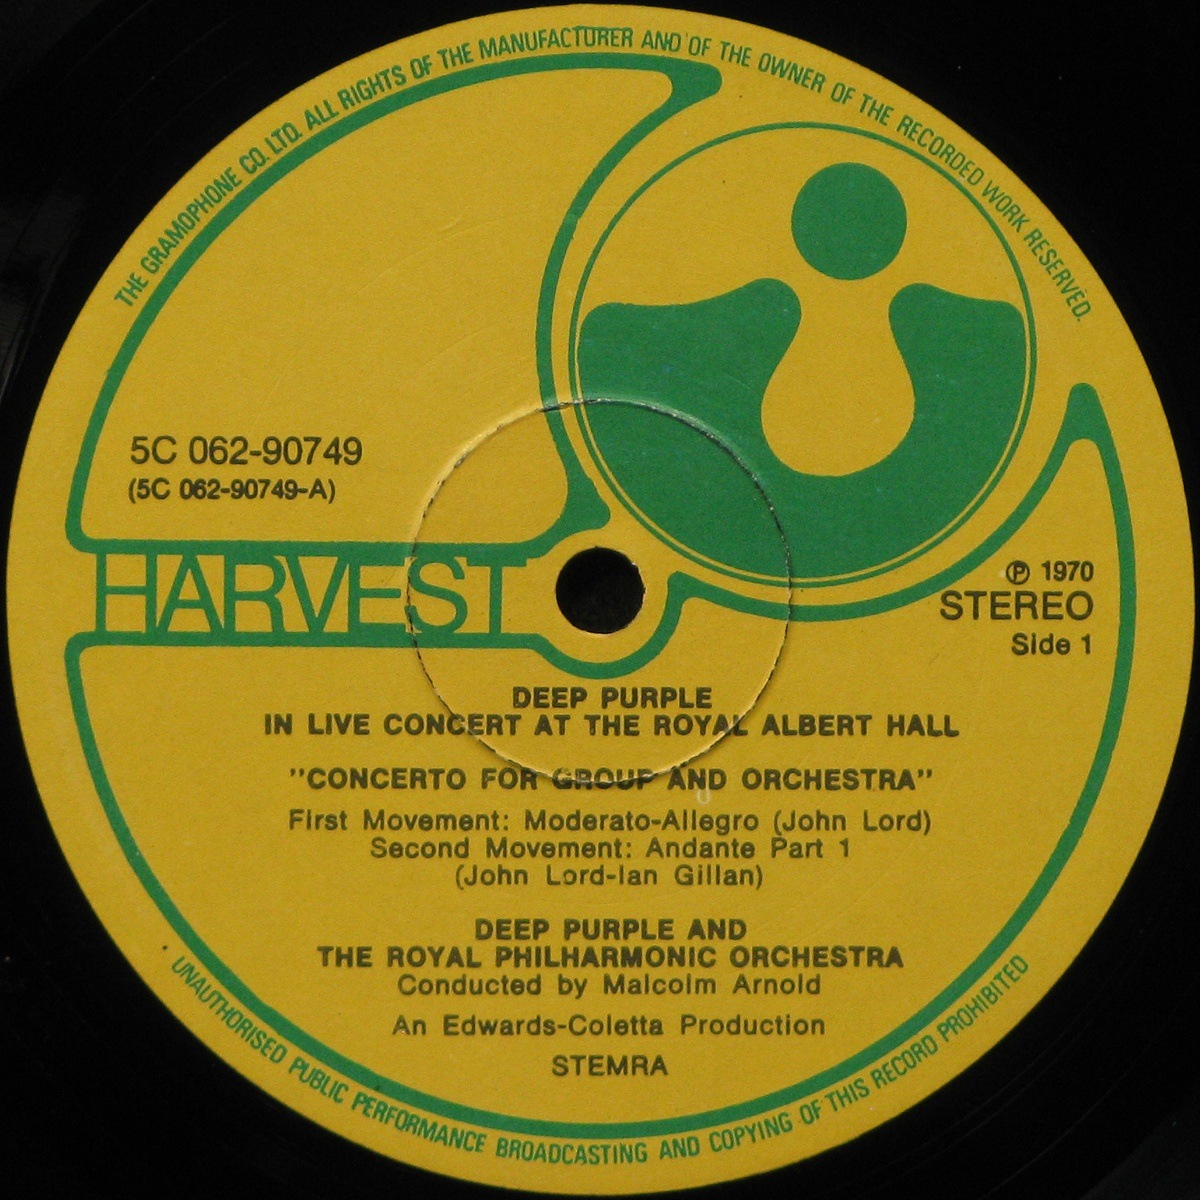 THE GRAMOPHONE CO. LTD. ALL RIGHTS OF THE MANUFACTURER AND OF THE OWNER OF THE RECORDED WORK RESERVED.
5C 062-90749
(5C 062-90749-A)
HARVEST
℗ 1970
STEREO
Side 1
DEEP PURPLE
IN LIVE CONCERT AT THE ROYAL ALBERT HALL
"CONCERTO FOR GROUP AND ORCHESTRA"
First Movement: Moderato-Allegro (John Lord)
Second Movement: Andante Part 1
(John Lord-Ian Gillan)
DEEP PURPLE AND
THE ROYAL PHILHARMONIC ORCHESTRA
Conducted by Malcolm Arnold
An Edwards-Coletta Production
STEMRA
UNAUTHORISED PUBLIC PERFORMANCE BROADCASTING AND COPYING OF THIS RECORD PROHIBITED